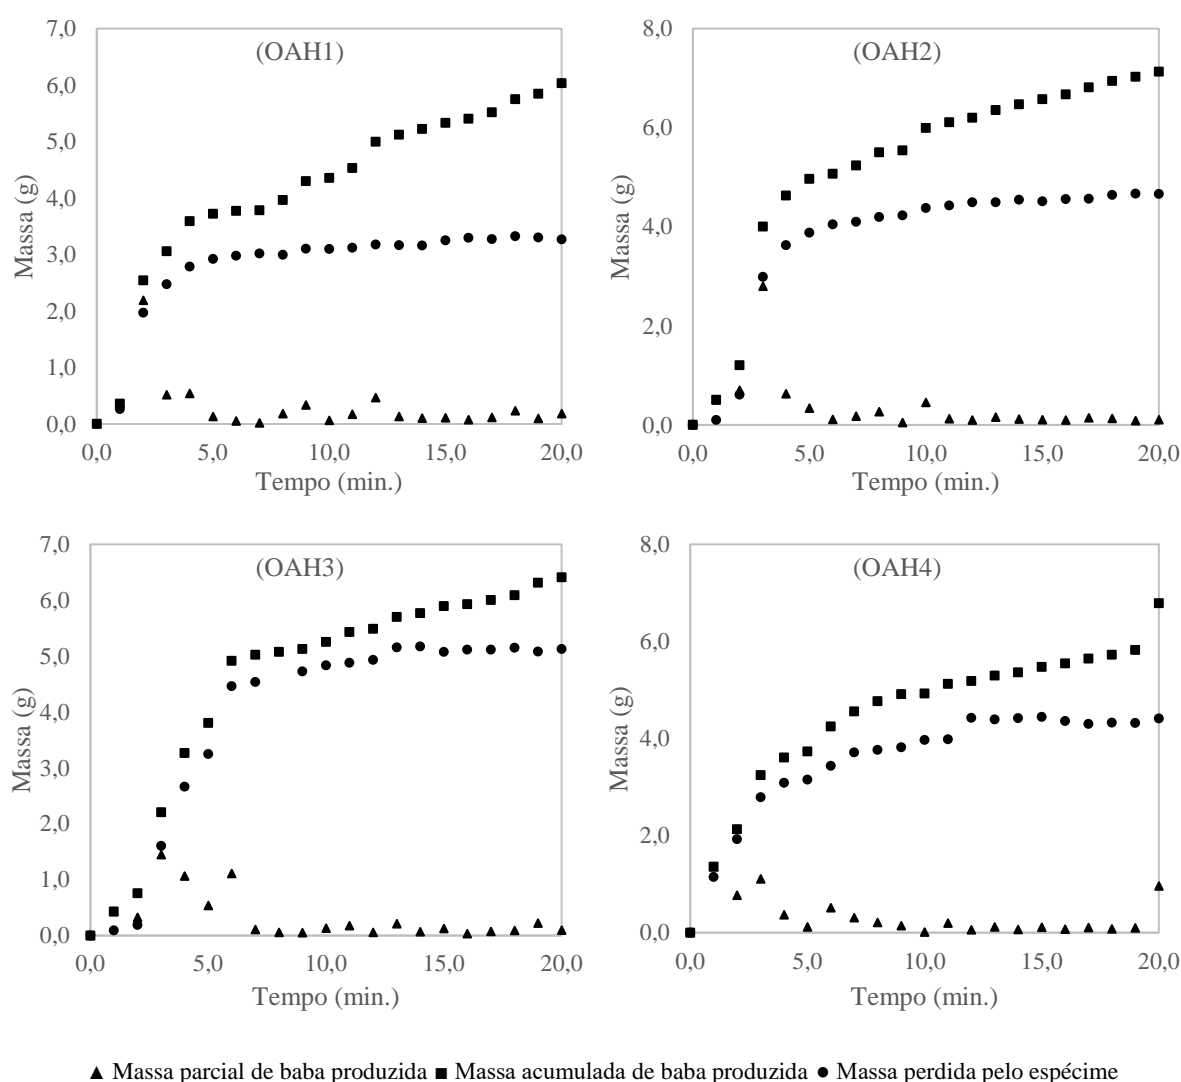 (OAH1)
Massa (g)
7,0
6,0
5,0
4,0
3,0
2,0
1,0
0,0
0,0 5,0 10,0 15,0 20,0
Tempo (min.)
(OAH2)
Massa (g)
8,0
6,0
4,0
2,0
0,0
0,0 5,0 10,0 15,0 20,0
Tempo (min.)
(OAH3)
Massa (g)
7,0
6,0
5,0
4,0
3,0
2,0
1,0
0,0
0,0 5,0 10,0 15,0 20,0
Tempo (min.)
(OAH4)
Massa (g)
8,0
6,0
4,0
2,0
0,0
0,0 5,0 10,0 15,0 20,0
Tempo (min.)
Massa parcial de baba produzida Massa acumulada de baba produzida Massa perdida pelo espécime